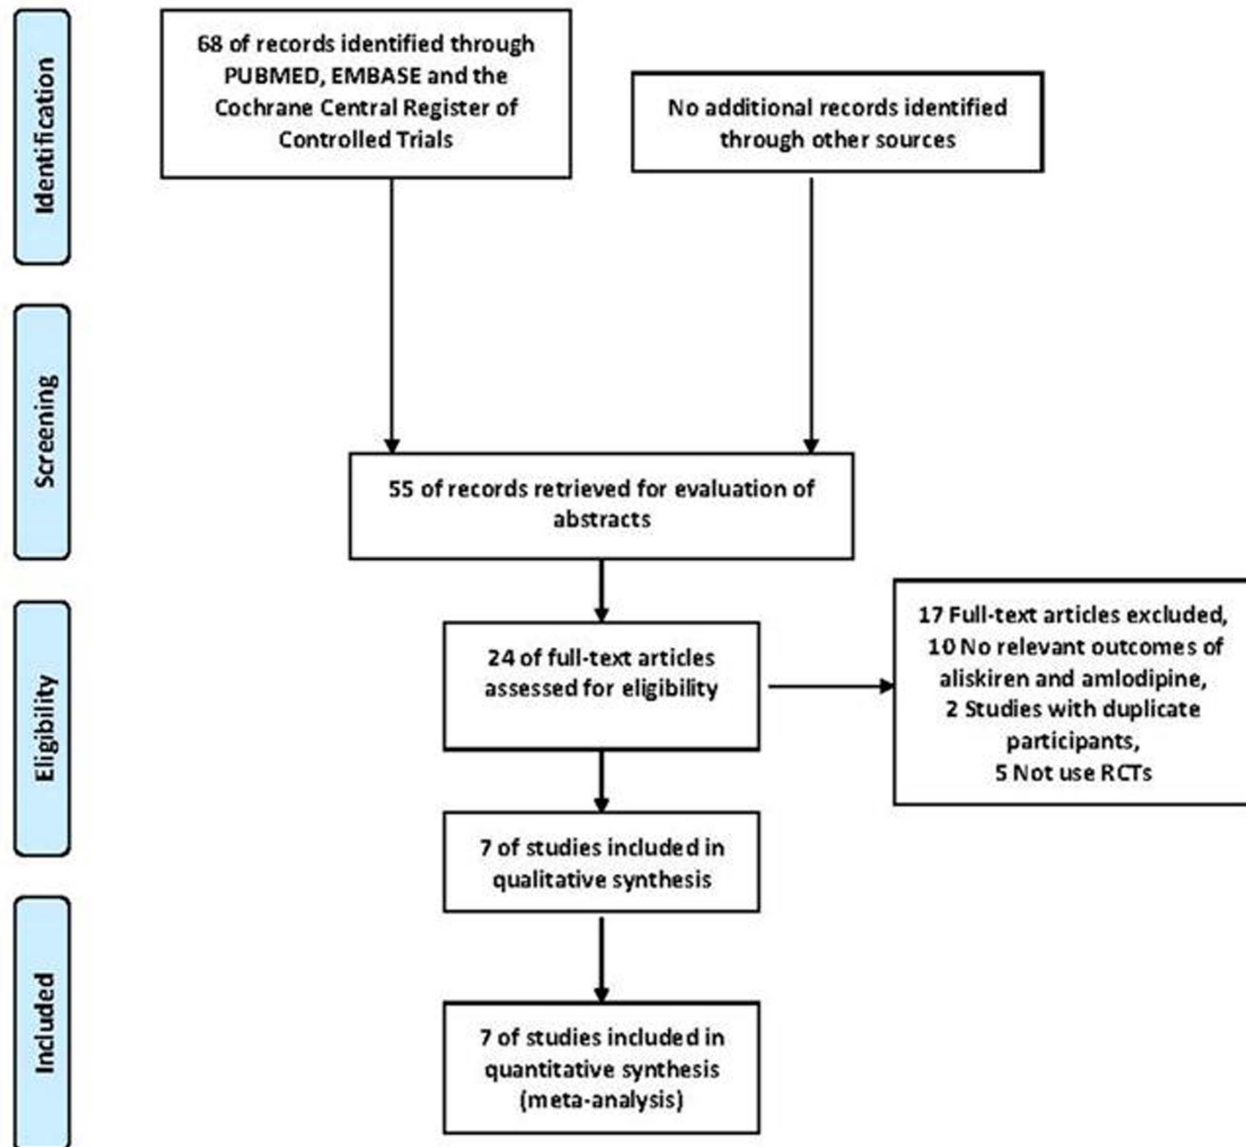 Identification
68 of records identified through
PUBMED, EMBASE and the
Cochrane Central Register of
Controlled Trials
No additional records identified
through other sources
Screening
55 of records retrieved for evaluation of
abstracts
Eligibility
24 of full-text articles
assessed for eligibility
17 Full-text articles excluded,
10 No relevant outcomes of
aliskiren and amlodipine,
2 Studies with duplicate
participants,
5 Not use RCTs
7 of studies included in
qualitative synthesis
Included
7 of studies included in
quantitative synthesis
(meta-analysis)